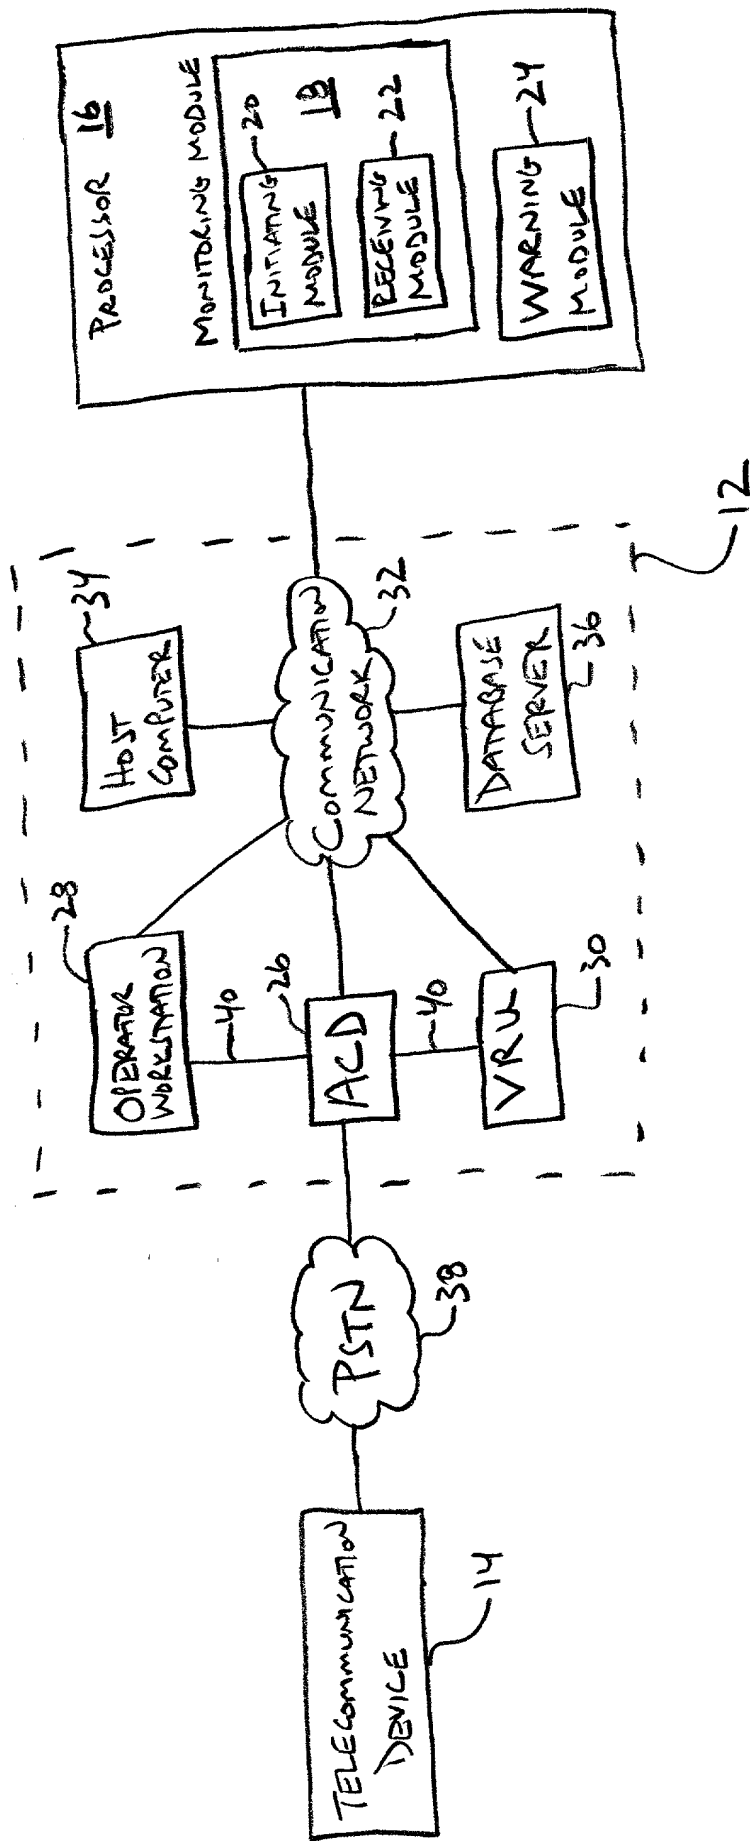 TELECOMMUNICATION
DEVICE
14
PSTN
38
OPERATOR
WORKSTATION
28
40
ACD
26
40
VRU
30
HOST
COMPUTER
34
COMMUNICATION
NETWORK
32
DATABASE
SERVER
36
12
PROCESSOR 16
MONITORING MODULE
INITIATING
MODULE
20
18
RECEIVING
MODULE
22
WARNING
MODULE
24